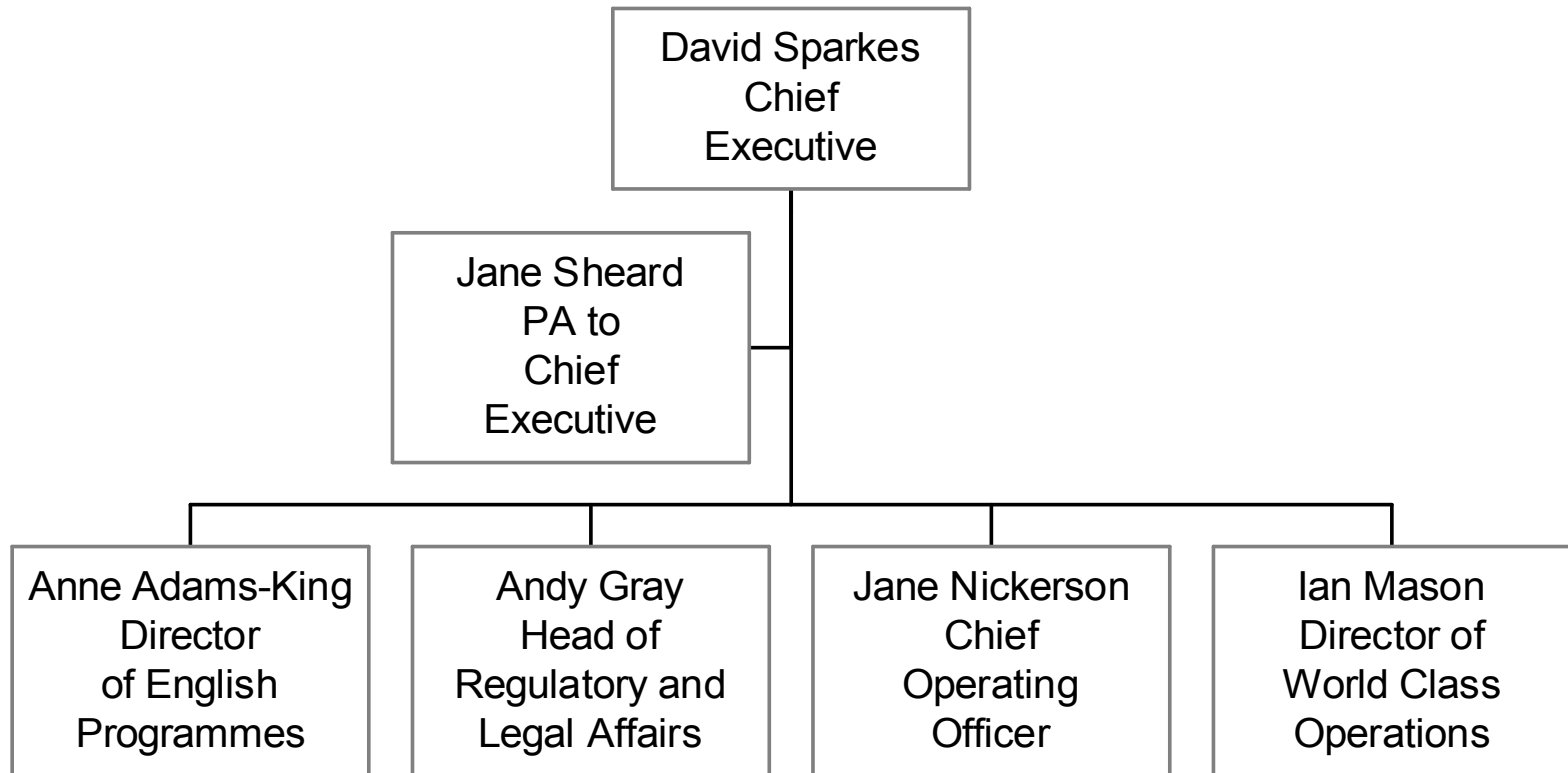 David Sparkes
Chief
Executive
Jane Sheard
PA to
Chief
Executive
Anne Adams-King
Director
of English
Programmes
Andy Gray
Head of
Regulatory and
Legal Affairs
Jane Nickerson
Chief
Operating
Officer
Ian Mason
Director of
World Class
Operations